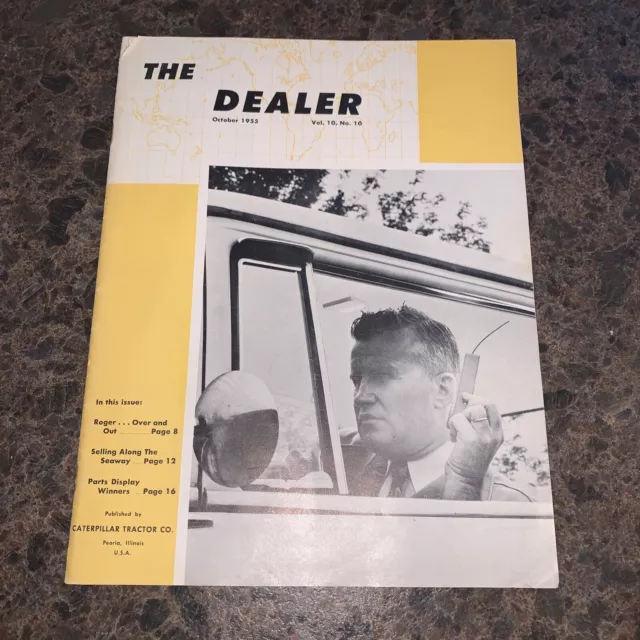 THE
DEALER
October 1955 Vol. 10, No. 10
In this issue:
Roger . . . Over and
Out ........ Page 8
Selling Along The
Seaway .. Page 12
Parts Display
Winners .. Page 16
Published by
CATERPILLAR TRACTOR CO.
Peoria, Illinois
U.S.A.